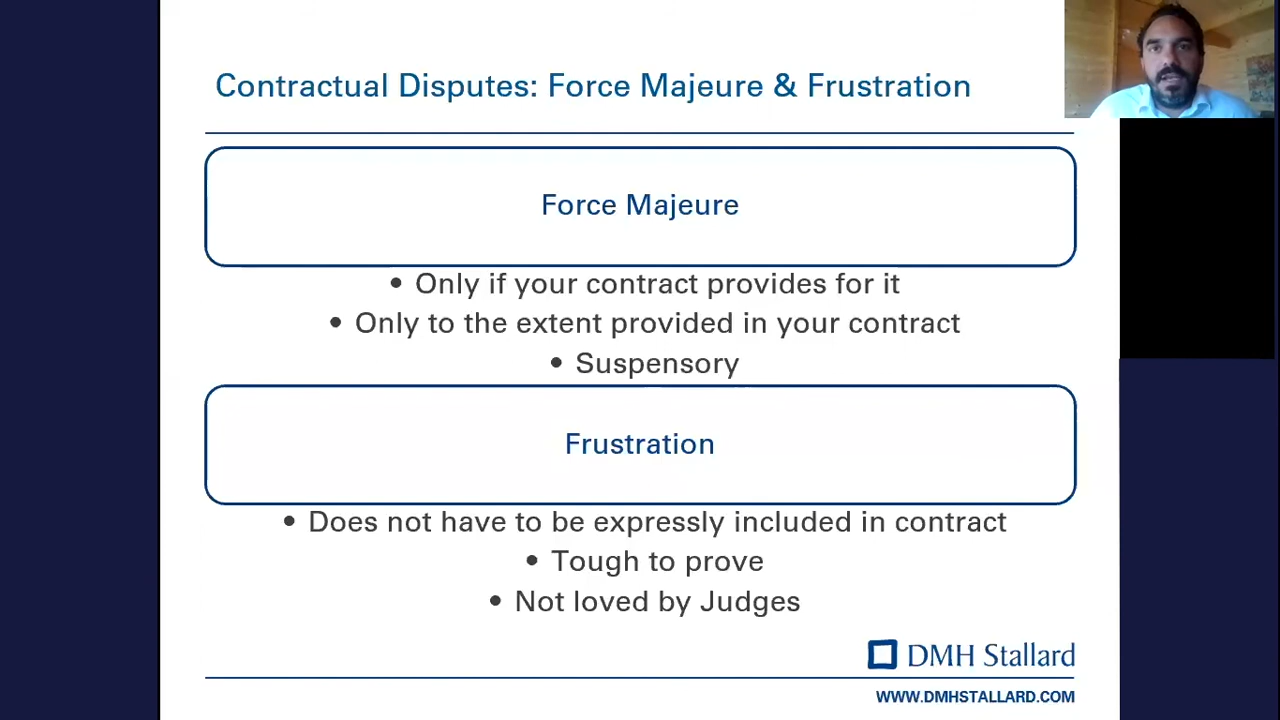 Contractual Disputes: Force Majeure & Frustration
Force Majeure
• Only if your contract provides for it
• Only to the extent provided in your contract
• Suspensory
Frustration
• Does not have to be expressly included in contract
• Tough to prove
• Not loved by Judges
DMH Stallard
WWW.DMHSTALLARD.COM